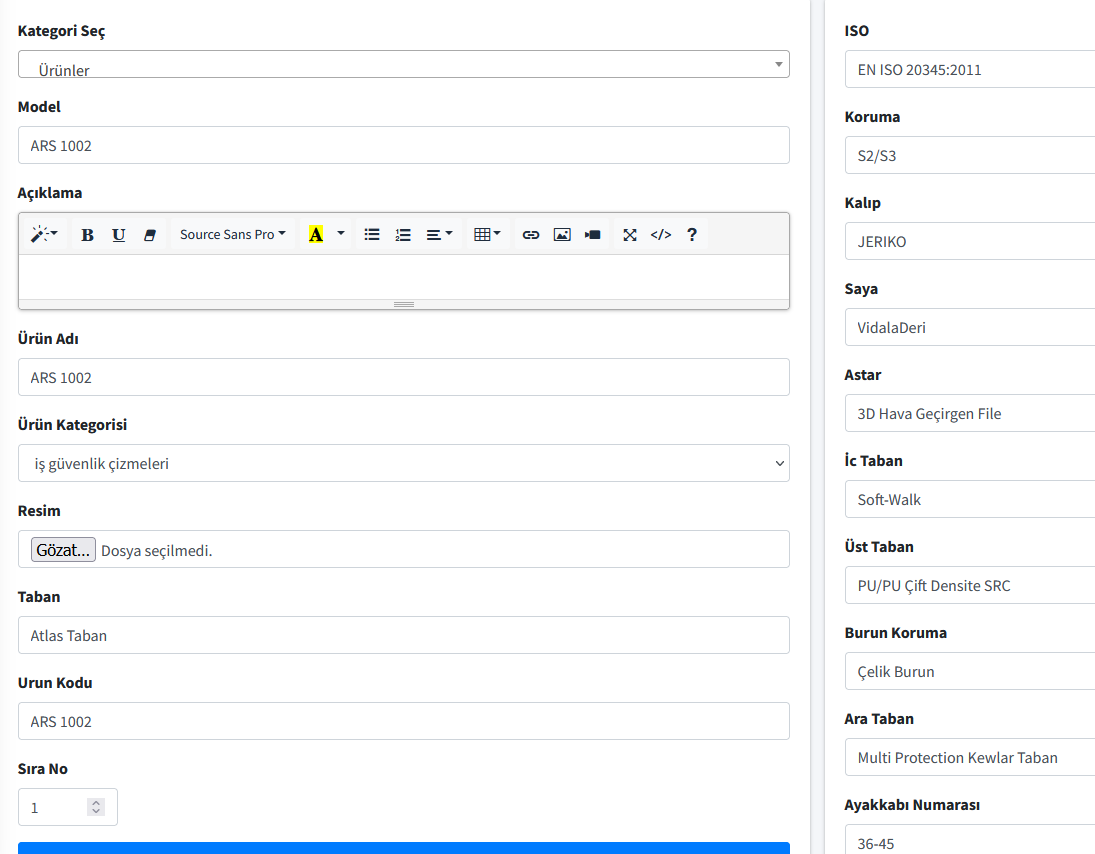 Kategori Seç
Ürünler
Model
ARS 1002
Açıklama
B U Source Sans Pro A </> ?
Ürün Adı
ARS 1002
Ürün Kategorisi
iş güvenlik çizmeleri
Resim
Gözat... Dosya seçilmedi.
Taban
Atlas Taban
Urun Kodu
ARS 1002
Sıra No
1
ISO
EN ISO 20345:2011
Koruma
S2/S3
Kalıp
JERIKO
Saya
VidalaDeri
Astar
3D Hava Geçirgen File
İc Taban
Soft-Walk
Üst Taban
PU/PU Çift Densite SRC
Burun Koruma
Çelik Burun
Ara Taban
Multi Protection Kewlar Taban
Ayakkabı Numarası
36-45